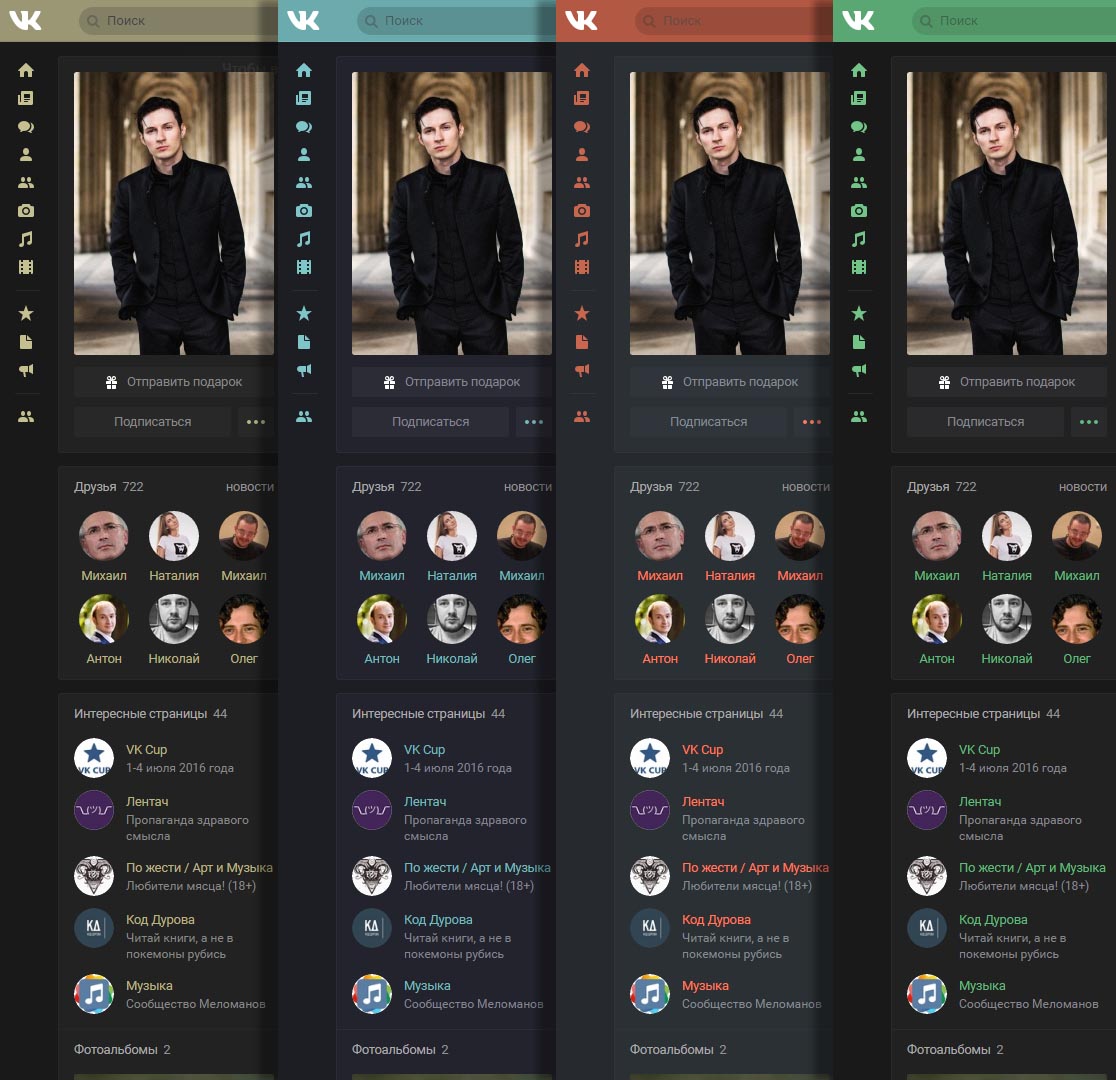 VK Поиск
Чтобы в
Отправить подарок
Подписаться
Друзья 722 новости
Михаил Наталия Михаил
Антон Николай Олег
Интересные страницы 44
VK Cup
1-4 июля 2016 года
Лентач
Пропаганда здравого
смысла
По жести / Арт и Музыка
Любители мясца! (18+)
Код Дурова
Читай книги, а не в
покемоны рубись
Музыка
Сообщество Меломанов
Фотоальбомы 2
VK Поиск
Отправить подарок
Подписаться
Друзья 722 новости
Михаил Наталия Михаил
Антон Николай Олег
Интересные страницы 44
VK Cup
1-4 июля 2016 года
Лентач
Пропаганда здравого
смысла
По жести / Арт и Музыка
Любители мясца! (18+)
Код Дурова
Читай книги, а не в
покемоны рубись
Музыка
Сообщество Меломанов
Фотоальбомы 2
VK Поиск
Отправить подарок
Подписаться
Друзья 722 новости
Михаил Наталия Михаил
Антон Николай Олег
Интересные страницы 44
VK Cup
1-4 июля 2016 года
Лентач
Пропаганда здравого
смысла
По жести / Арт и Музыка
Любители мясца! (18+)
Код Дурова
Читай книги, а не в
покемоны рубись
Музыка
Сообщество Меломанов
Фотоальбомы 2
VK Поиск
Отправить подарок
Подписаться
Друзья 722 новости
Михаил Наталия Михаил
Антон Николай Олег
Интересные страницы 44
VK Cup
1-4 июля 2016 года
Лентач
Пропаганда здравого
смысла
По жести / Арт и Музыка
Любители мясца! (18+)
Код Дурова
Читай книги, а не в
покемоны рубись
Музыка
Сообщество Меломанов
Фотоальбомы 2